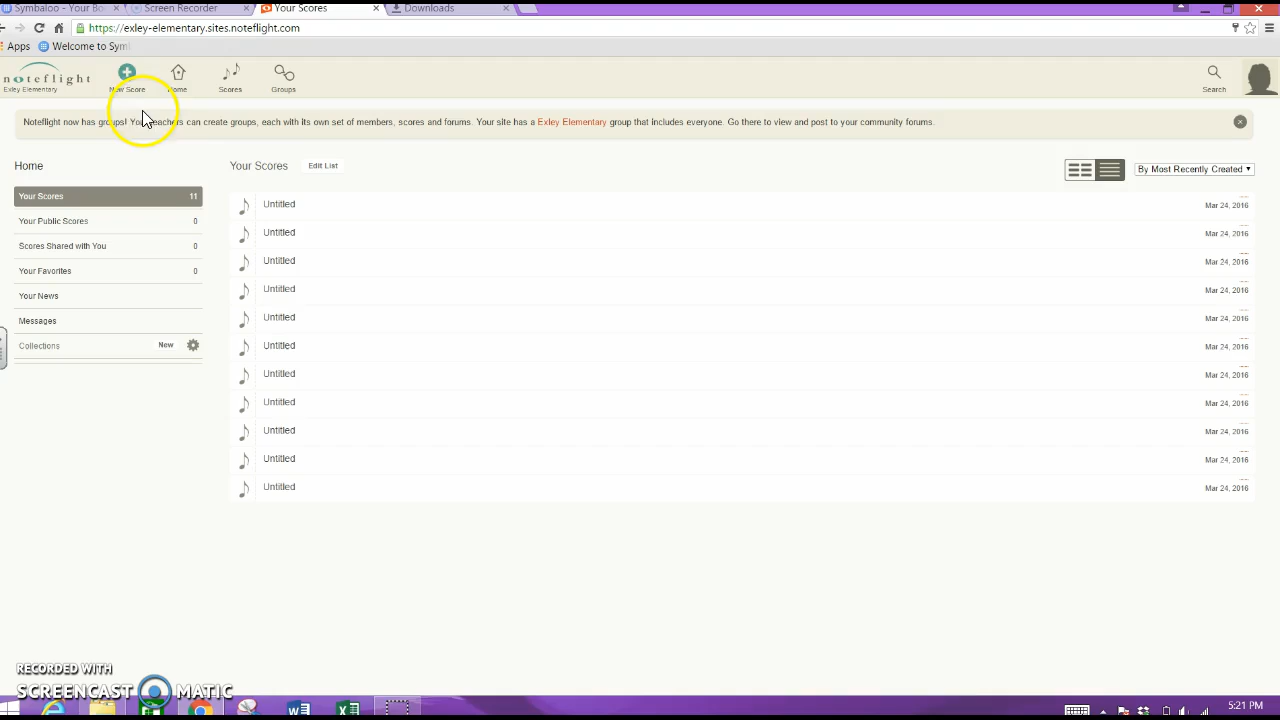 Symbaloo - Your Bo
Screen Recorder
Your Scores
Downloads
https://exley-elementary.sites.noteflight.com
Apps
Welcome to Symb
noteflight
Exley Elementary
New Score
Home
Scores
Groups
Search
Noteflight now has groups! Your teachers can create groups, each with its own set of members, scores and forums. Your site has a Exley Elementary group that includes everyone. Go there to view and post to your community forums.
Home
Your Scores 11
Your Public Scores 0
Scores Shared with You 0
Your Favorites 0
Your News
Messages
Collections New
Your Scores Edit List
By Most Recently Created
Untitled Mar 24, 2016
Untitled Mar 24, 2016
Untitled Mar 24, 2016
Untitled Mar 24, 2016
Untitled Mar 24, 2016
Untitled Mar 24, 2016
Untitled Mar 24, 2016
Untitled Mar 24, 2016
Untitled Mar 24, 2016
Untitled Mar 24, 2016
Untitled Mar 24, 2016
RECORDED WITH
SCREENCAST MATIC
5:21 PM